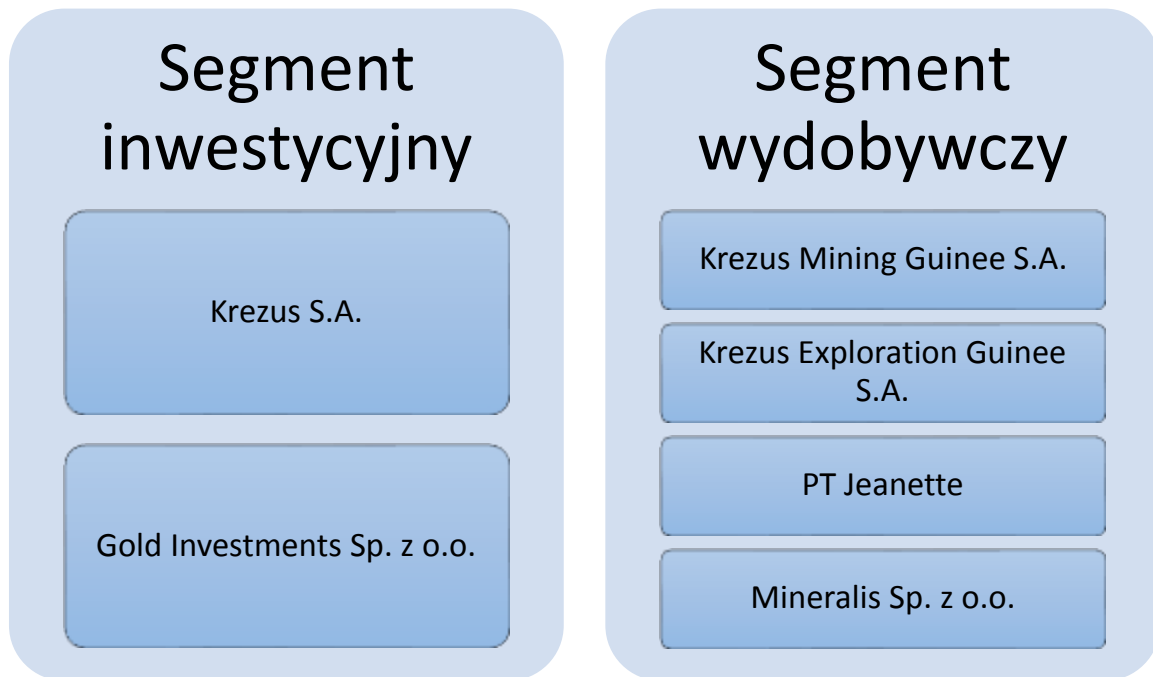 Segment
inwestycyjny
Krezus S.A.
Gold Investments Sp. z o.o.
Segment
wydobywczy
Krezus Mining Guinee S.A.
Krezus Exploration Guinee
S.A.
PT Jeanette
Mineralis Sp. z o.o.